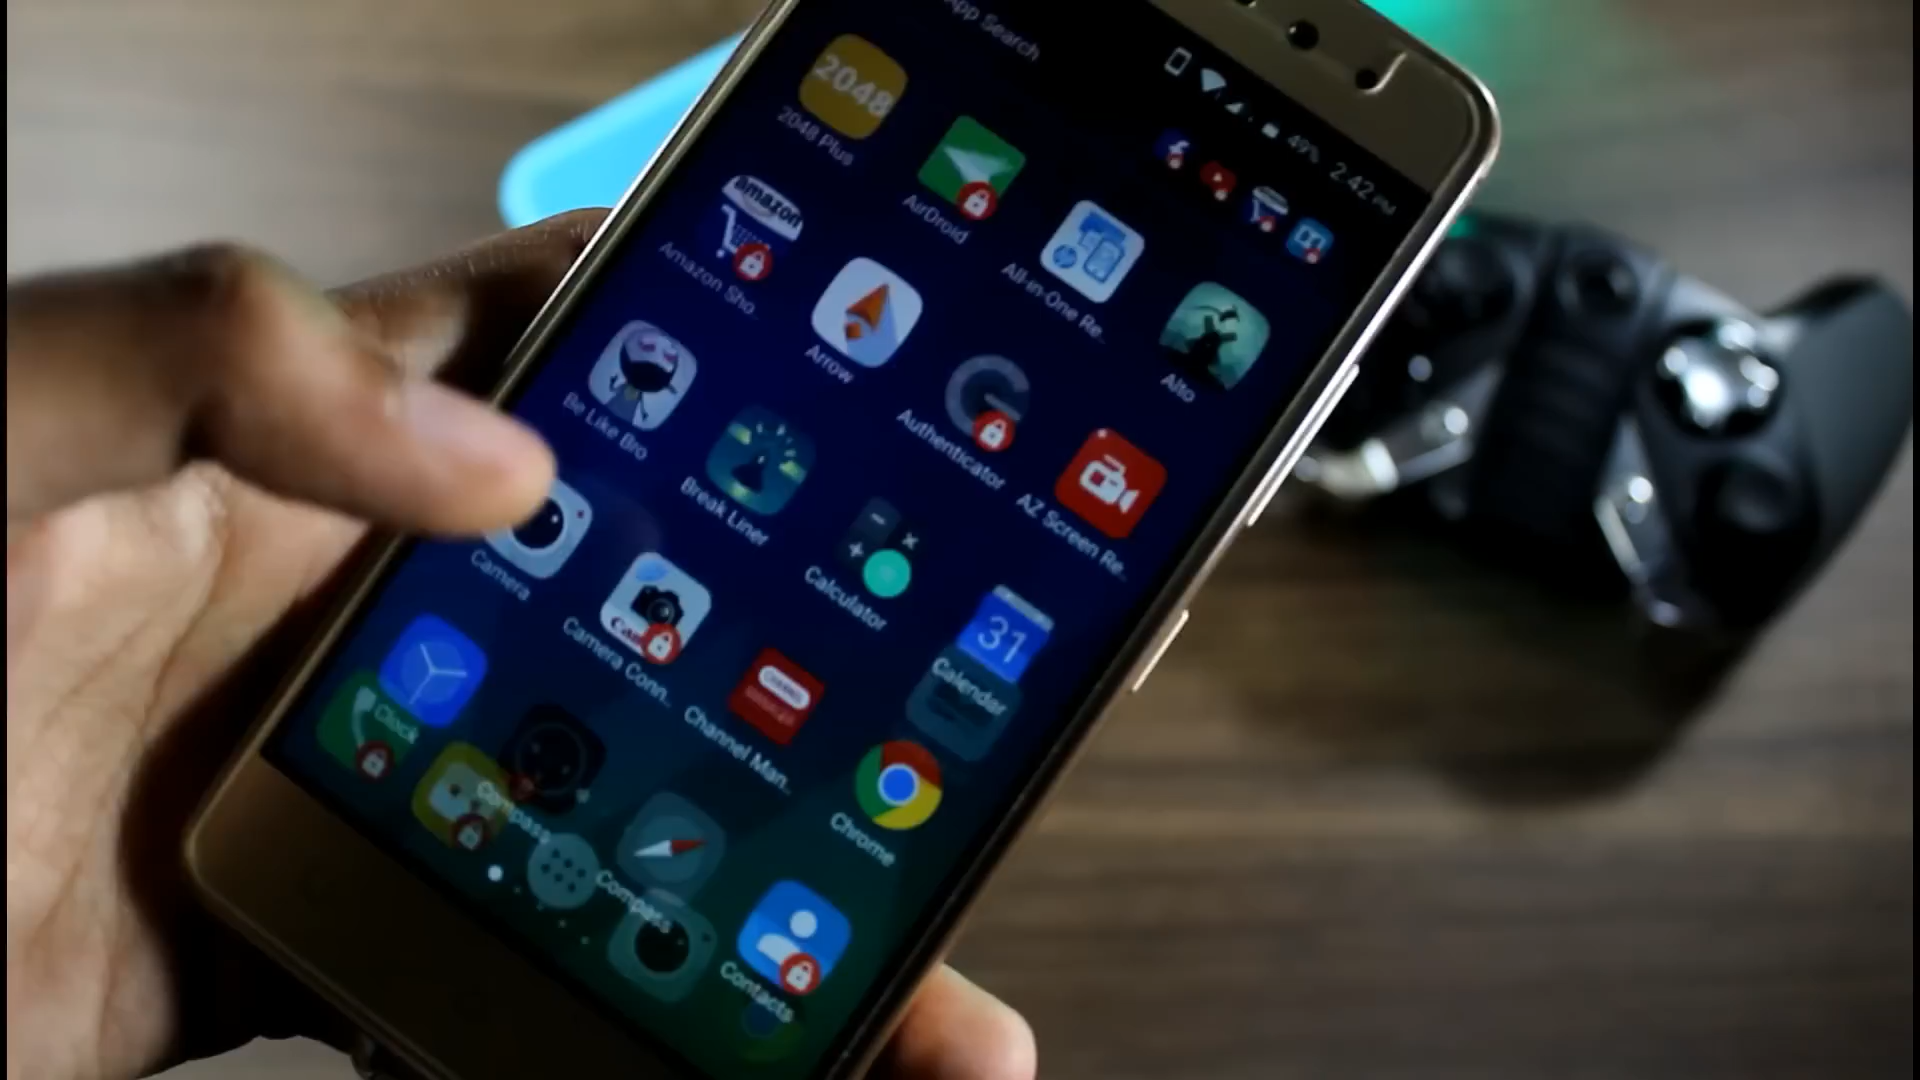 App Search
49% 2:42 PM
2048
2048 Plus
AirDroid
All-in-One Re..
Alto
amazon
Amazon Sho..
Arrow
Authenticator
AZ Screen Re..
Be Like Bro
Break Liner
Calculator
31
Calendar
Camera
Camera Conn..
Channel Man..
Chrome
Clock
Compass
Compass
Contacts